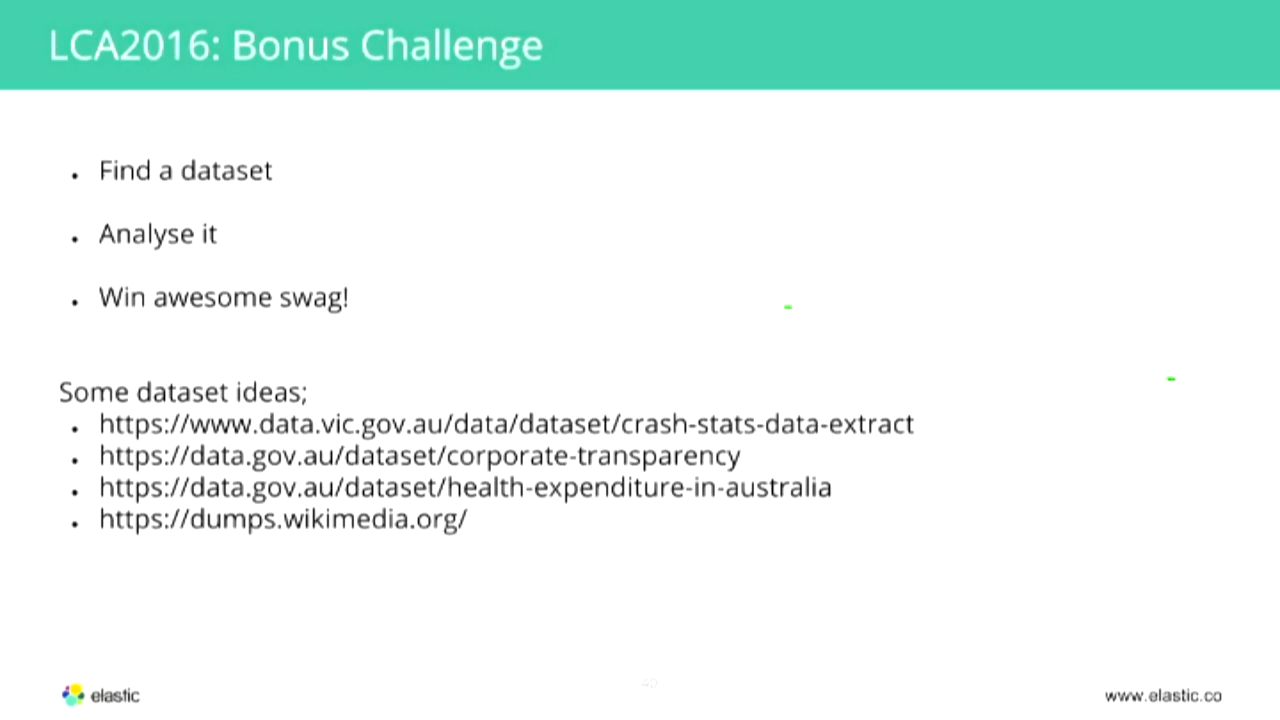 LCA2016: Bonus Challenge
Find a dataset
Analyse it
Win awesome swag!
Some dataset ideas;
https://www.data.vic.gov.au/data/dataset/crash-stats-data-extract
https://data.gov.au/dataset/corporate-transparency
https://data.gov.au/dataset/health-expenditure-in-australia
https://dumps.wikimedia.org/
elastic
www.elastic.co